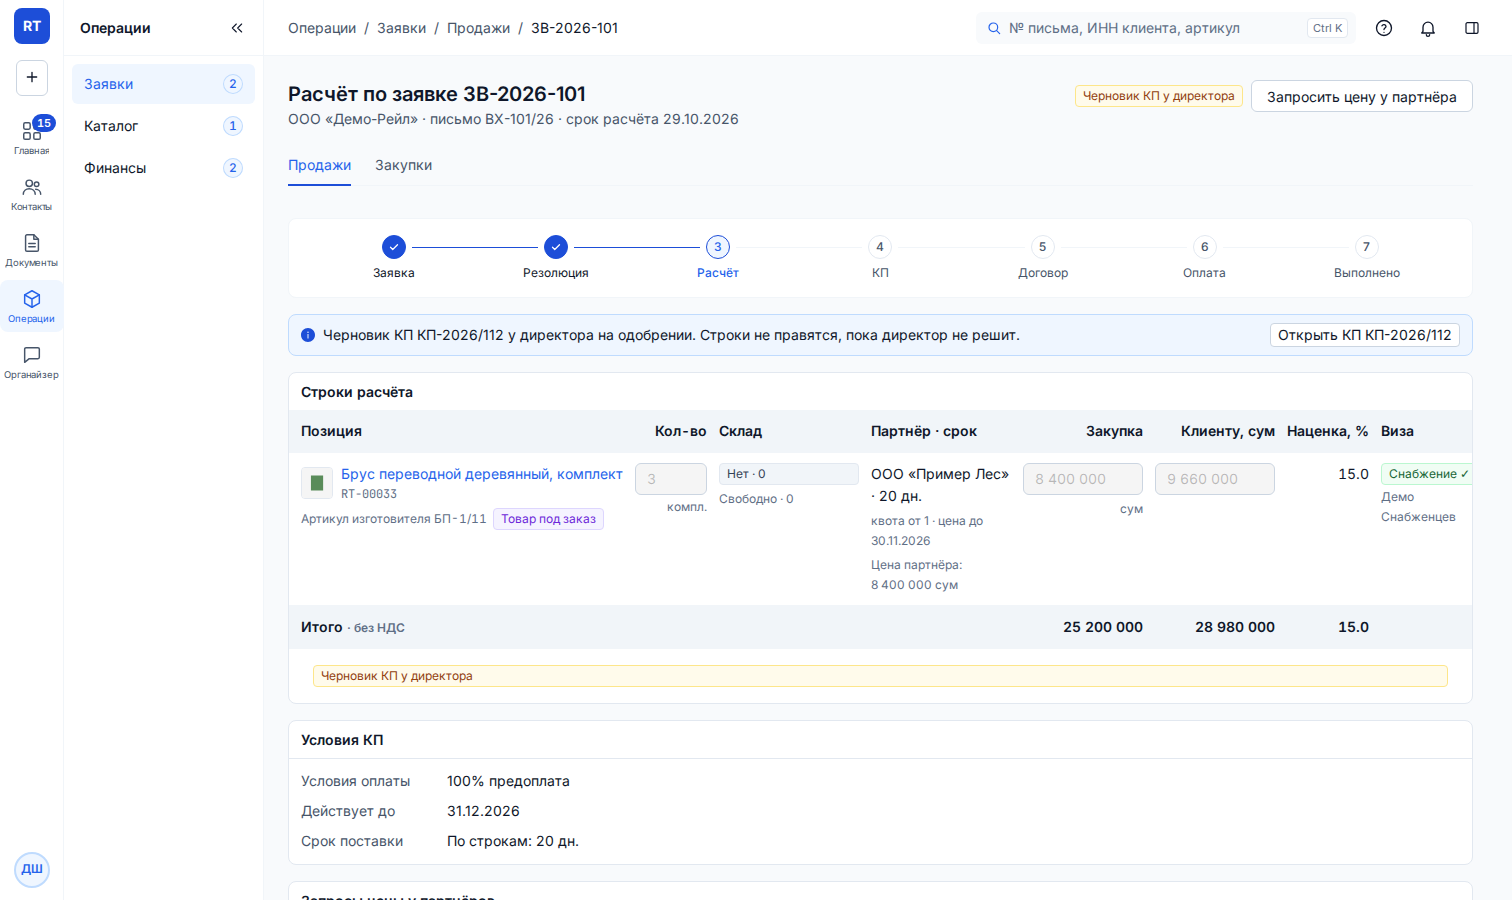 RT
Операции
Операции / Заявки / Продажи / ЗВ-2026-101
№ письма, ИНН клиента, артикул
Ctrl K
+
15
Главная
Контакты
Документы
Операции
Органайзер
ДШ
Заявки 2
Каталог 1
Финансы 2
Расчёт по заявке ЗВ-2026-101
ООО «Демо-Рейл» · письмо ВХ-101/26 · срок расчёта 29.10.2026
Черновик КП у директора
Запросить цену у партнёра
Продажи Закупки
3 4 5 6 7
Заявка Резолюция Расчёт КП Договор Оплата Выполнено
Черновик КП КП-2026/112 у директора на одобрении. Строки не правятся, пока директор не решит.
Открыть КП КП-2026/112
Строки расчёта
Позиция Кол-во Склад Партнёр · срок Закупка Клиенту, сум Наценка, % Виза
Брус переводной деревянный, комплект
RT-00033
Артикул изготовителя БП-1/11 Товар под заказ
3
компл.
Нет · 0
Свободно · 0
ООО «Пример Лес»
· 20 дн.
квота от 1 · цена до
30.11.2026
Цена партнёра:
8 400 000 сум
8 400 000
сум
9 660 000
15.0
Снабжение ✓
Демо
Снабженцев
Итого · без НДС 25 200 000 28 980 000 15.0
Черновик КП у директора
Условия КП
Условия оплаты 100% предоплата
Действует до 31.12.2026
Срок поставки По строкам: 20 дн.
Запросы цены у партнёров